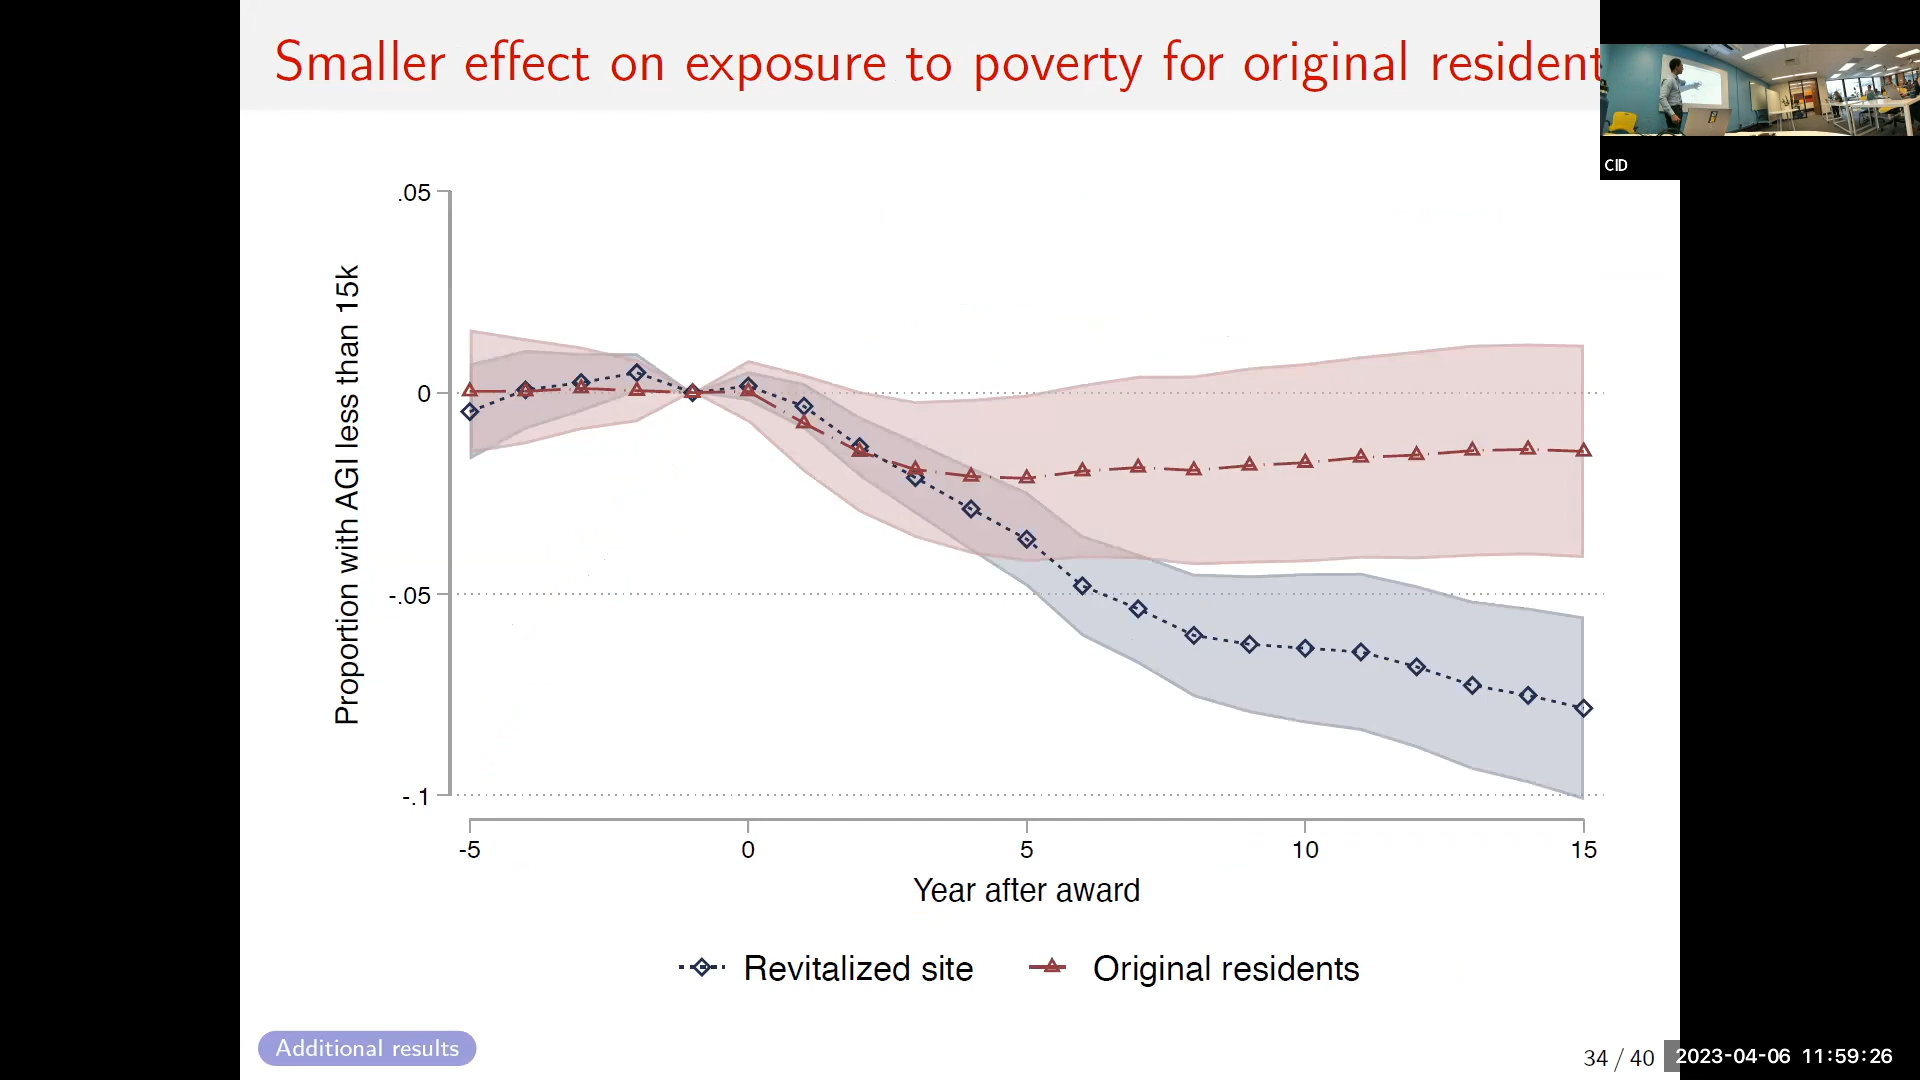 Smaller effect on exposure to poverty for original resident
CID
.05
0
-.05
-.1
Proportion with AGI less than 15k
-5 0 5 10 15
Year after award
Revitalized site Original residents
Additional results
34 / 40
2023-04-06 11:59:26